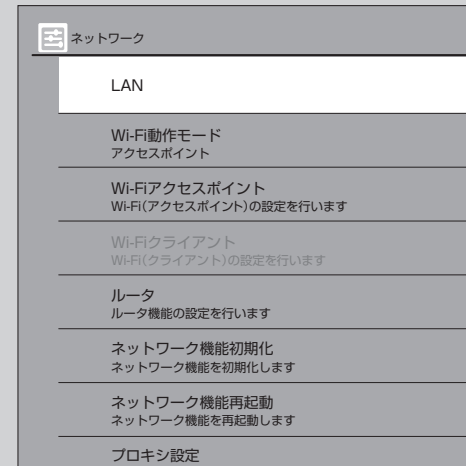 ネットワーク
LAN
Wi-Fi動作モード
アクセスポイント
Wi-Fiアクセスポイント
Wi-Fi(アクセスポイント)の設定を行います
Wi-Fiクライアント
Wi-Fi(クライアント)の設定を行います
ルータ
ルータ機能の設定を行います
ネットワーク機能初期化
ネットワーク機能を初期化します
ネットワーク機能再起動
ネットワーク機能を再起動します
プロキシ設定